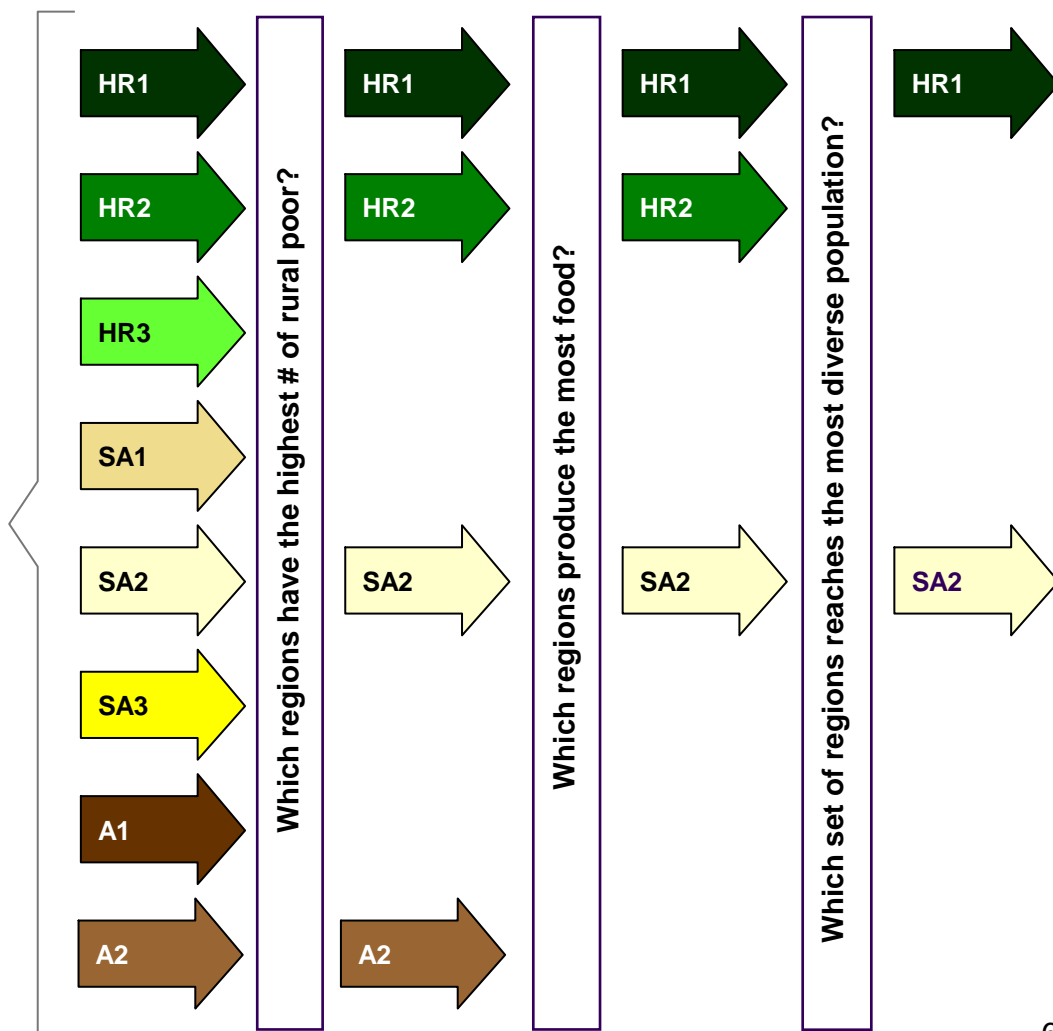 HR1
HR1
HR1
HR1
HR2
HR2
HR2
HR3
SA1
SA2
SA2
SA2
SA2
SA3
A1
A2
A2
Which regions have the highest # of rural poor?
Which regions produce the most food?
Which set of regions reaches the most diverse population?